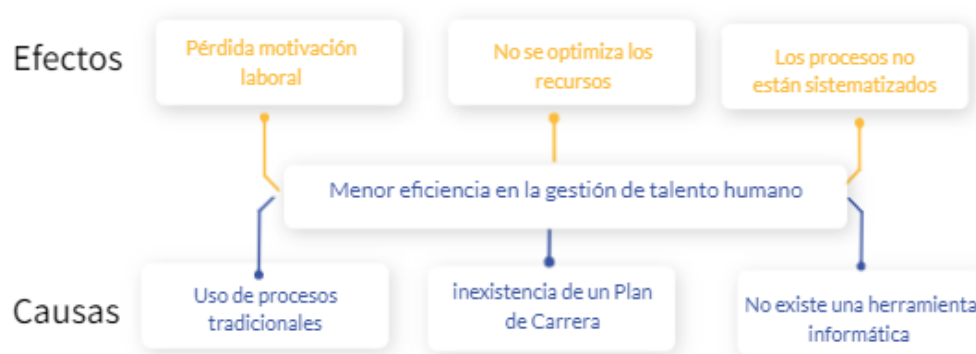 Efectos
Pérdida motivación
laboral
No se optimiza los
recursos
Los procesos no
están sistematizados
Menor eficiencia en la gestión de talento humano
Causas
Uso de procesos
tradicionales
inexistencia de un Plan
de Carrera
No existe una herramienta
informática